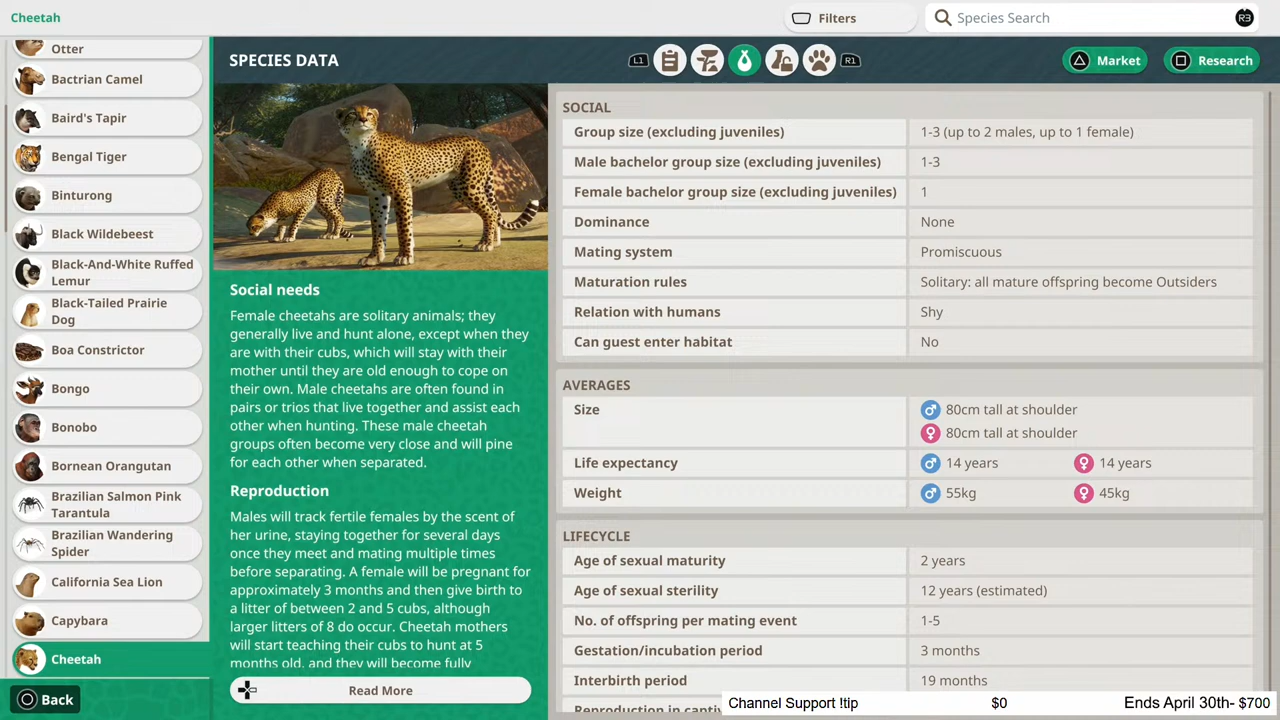 Cheetah
Filters
Species Search
R3
Otter
Bactrian Camel
Baird's Tapir
Bengal Tiger
Binturong
Black Wildebeest
Black-And-White Ruffed
Lemur
Black-Tailed Prairie
Dog
Boa Constrictor
Bongo
Bonobo
Bornean Orangutan
Brazilian Salmon Pink
Tarantula
Brazilian Wandering
Spider
California Sea Lion
Capybara
Cheetah
Back
SPECIES DATA
L1
R1
Market
Research
Social needs
Female cheetahs are solitary animals; they
generally live and hunt alone, except when they
are with their cubs, which will stay with their
mother until they are old enough to cope on
their own. Male cheetahs are often found in
pairs or trios that live together and assist each
other when hunting. These male cheetah
groups often become very close and will pine
for each other when separated.
Reproduction
Males will track fertile females by the scent of
her urine, staying together for several days
once they meet and mating multiple times
before separating. A female will be pregnant for
approximately 3 months and then give birth to
a litter of between 2 and 5 cubs, although
larger litters of 8 do occur. Cheetah mothers
will start teaching their cubs to hunt at 5
months old, and they will become fully
Read More
SOCIAL
Group size (excluding juveniles) 1-3 (up to 2 males, up to 1 female)
Male bachelor group size (excluding juveniles) 1-3
Female bachelor group size (excluding juveniles) 1
Dominance None
Mating system Promiscuous
Maturation rules Solitary: all mature offspring become Outsiders
Relation with humans Shy
Can guest enter habitat No
AVERAGES
Size 80cm tall at shoulder
80cm tall at shoulder
Life expectancy 14 years 14 years
Weight 55kg 45kg
LIFECYCLE
Age of sexual maturity 2 years
Age of sexual sterility 12 years (estimated)
No. of offspring per mating event 1-5
Gestation/incubation period 3 months
Interbirth period 19 months
Reproduction in
Channel Support !tip $0 Ends April 30th- $700